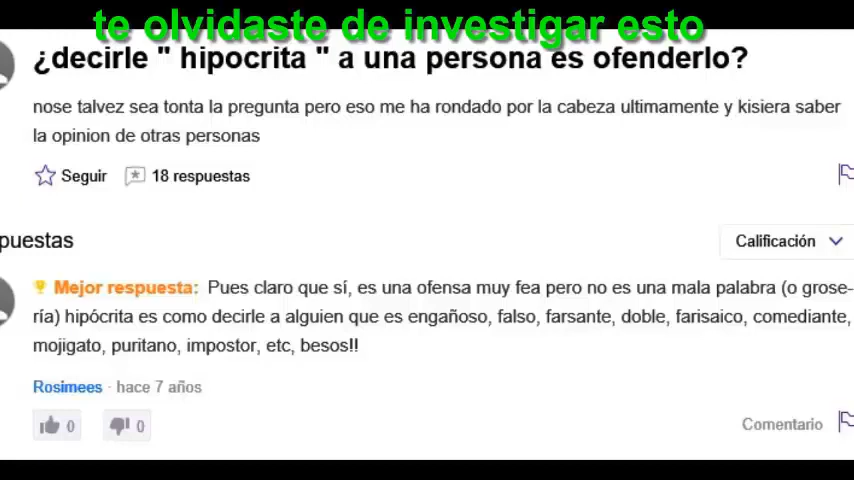 te olvidaste de investigar esto
¿decirle " hipocrita " a una persona es ofenderlo?
nose talvez sea tonta la pregunta pero eso me ha rondado por la cabeza ultimamente y kisiera saber
la opinion de otras personas
Seguir 18 respuestas
puestas
Calificación
Mejor respuesta: Pues claro que sí, es una ofensa muy fea pero no es una mala palabra (o grose-
ría) hipócrita es como decirle a alguien que es engañoso, falso, farsante, doble, farisaico, comediante,
mojigato, puritano, impostor, etc, besos!!
Rosimees · hace 7 años
0 0
Comentario